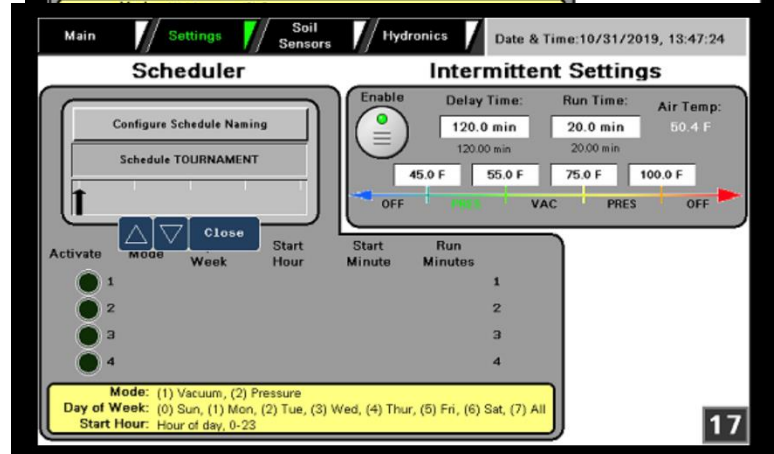 Main
Settings
Soil
Sensors
Hydronics
Date & Time:10/31/2019, 13:47:24
Scheduler
Configure Schedule Naming
Schedule TOURNAMENT
Close
Activate
Mode
Week
Start
Hour
Start
Minute
Run
Minutes
1 1
2 2
3 3
4 4
Mode: (1) Vacuum, (2) Pressure
Day of Week: (0) Sun, (1) Mon, (2) Tue, (3) Wed, (4) Thur, (5) Fri, (6) Sat, (7) All
Start Hour: Hour of day, 0-23
Intermittent Settings
Enable
Delay Time:
120.0 min
120.00 min
Run Time:
20.0 min
20.00 min
Air Temp:
50.4 F
45.0 F 55.0 F 75.0 F 100.0 F
OFF PRES VAC PRES OFF
17